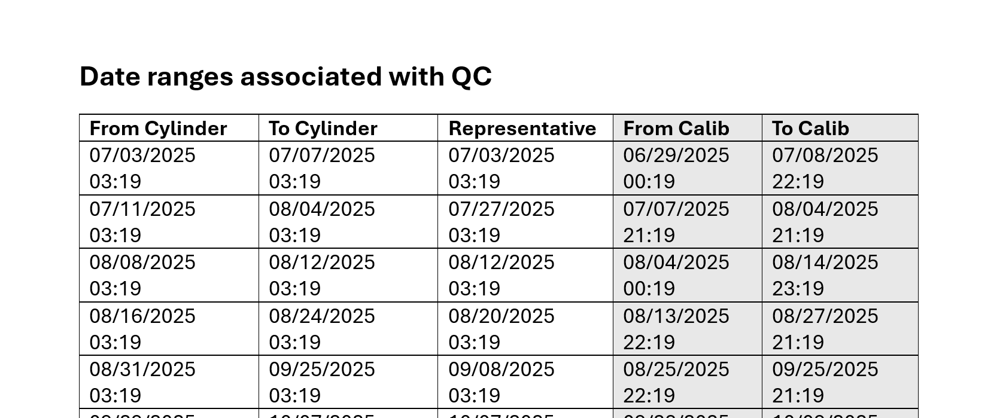 Date ranges associated with QC
From Cylinder To Cylinder Representative From Calib To Calib
07/03/2025 07/07/2025 07/03/2025 06/29/2025 07/08/2025
03:19 03:19 03:19 00:19 22:19
07/11/2025 08/04/2025 07/27/2025 07/07/2025 08/04/2025
03:19 03:19 03:19 21:19 21:19
08/08/2025 08/12/2025 08/12/2025 08/04/2025 08/14/2025
03:19 03:19 03:19 00:19 23:19
08/16/2025 08/24/2025 08/20/2025 08/13/2025 08/27/2025
03:19 03:19 03:19 22:19 21:19
08/31/2025 09/25/2025 09/08/2025 08/25/2025 09/25/2025
03:19 03:19 03:19 22:19 21:19